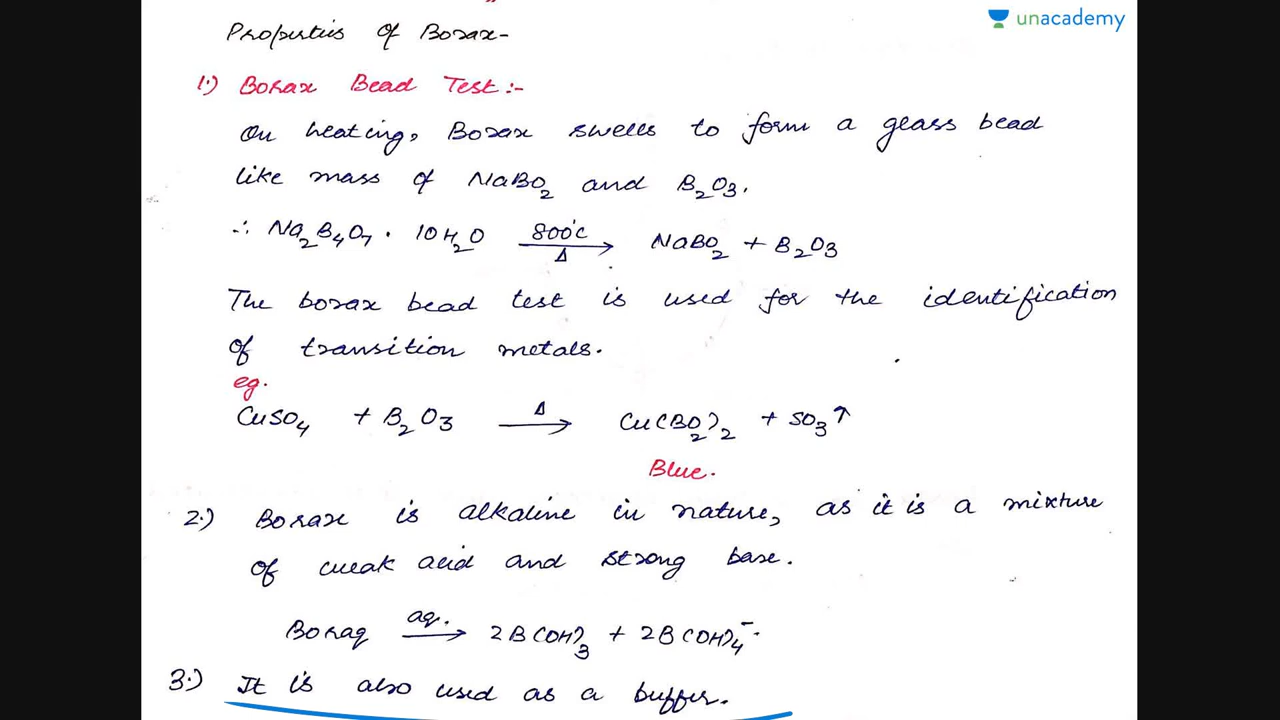 unacademy
Properties of Borax-
1.) Borax Bead Test:-
On heating, Borax swells to form a glass bead
like mass of NaBO₂ and B₂O₃.
∴ Na₂B₄O₇ . 10H₂O 800°C → Δ NaBO₂ + B₂O₃
The borax bead test is used for the identification
of transition metals.
eg.
CuSO₄ + B₂O₃ Δ → Cu(BO₂)₂ + SO₃↑
Blue.
2.) Borax is alkaline in nature, as it is a mixture
of weak acid and strong base.
Boraq aq. → 2B(OH)₃ + 2B(OH)₄⁻.
3.) It is also used as a buffer.